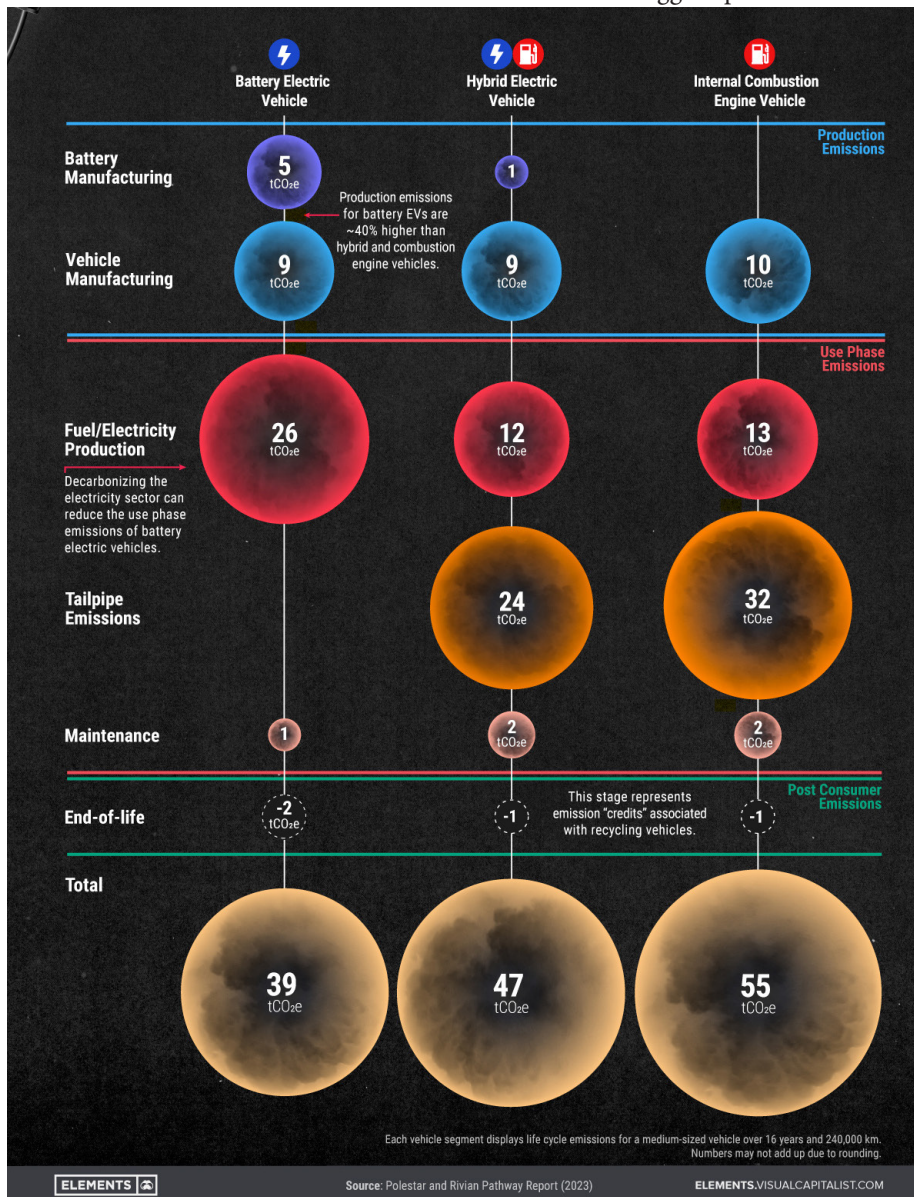 Battery Electric
Vehicle
Hybrid Electric
Vehicle
Internal Combustion
Engine Vehicle
Production
Emissions
Battery
Manufacturing
5
tCO₂e
1
Production emissions
for battery EVs are
~40% higher than
hybrid and combustion
engine vehicles.
Vehicle
Manufacturing
9
tCO₂e
9
tCO₂e
10
tCO₂e
Use Phase
Emissions
Fuel/Electricity
Production
26
tCO₂e
12
tCO₂e
13
tCO₂e
Decarbonizing the
electricity sector can
reduce the use phase
emissions of battery
electric vehicles.
Tailpipe
Emissions
24
tCO₂e
32
tCO₂e
Maintenance
1
2
tCO₂e
2
tCO₂e
Post Consumer
Emissions
End-of-life
-2
tCO₂e
-1
This stage represents
emission “credits” associated
with recycling vehicles.
-1
Total
39
tCO₂e
47
tCO₂e
55
tCO₂e
Each vehicle segment displays life cycle emissions for a medium-sized vehicle over 16 years and 240,000 km.
Numbers may not add up due to rounding.
ELEMENTS
Source: Polestar and Rivian Pathway Report (2023)
ELEMENTS.VISUALCAPITALIST.COM